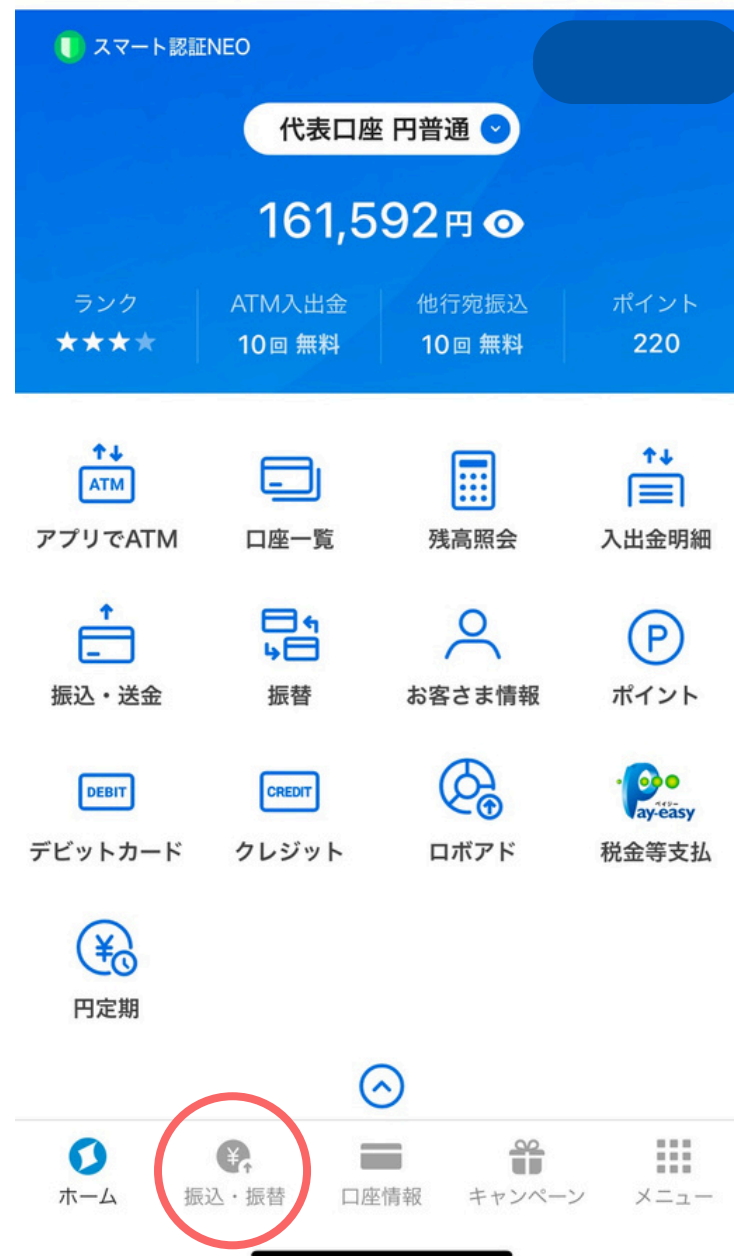 スマート認証NEO
代表口座 円普通
161,592円
ランク ATM入出金 他行宛振込 ポイント
★★★★ 10回 無料 10回 無料 220
ATM
アプリでATM 口座一覧 残高照会 入出金明細
P
振込・送金 振替 お客さま情報 ポイント
DEBIT CREDIT ペイジー
Pay-easy
デビットカード クレジット ロボアド 税金等支払
¥
円定期
¥
ホーム 振込・振替 口座情報 キャンペーン メニュー